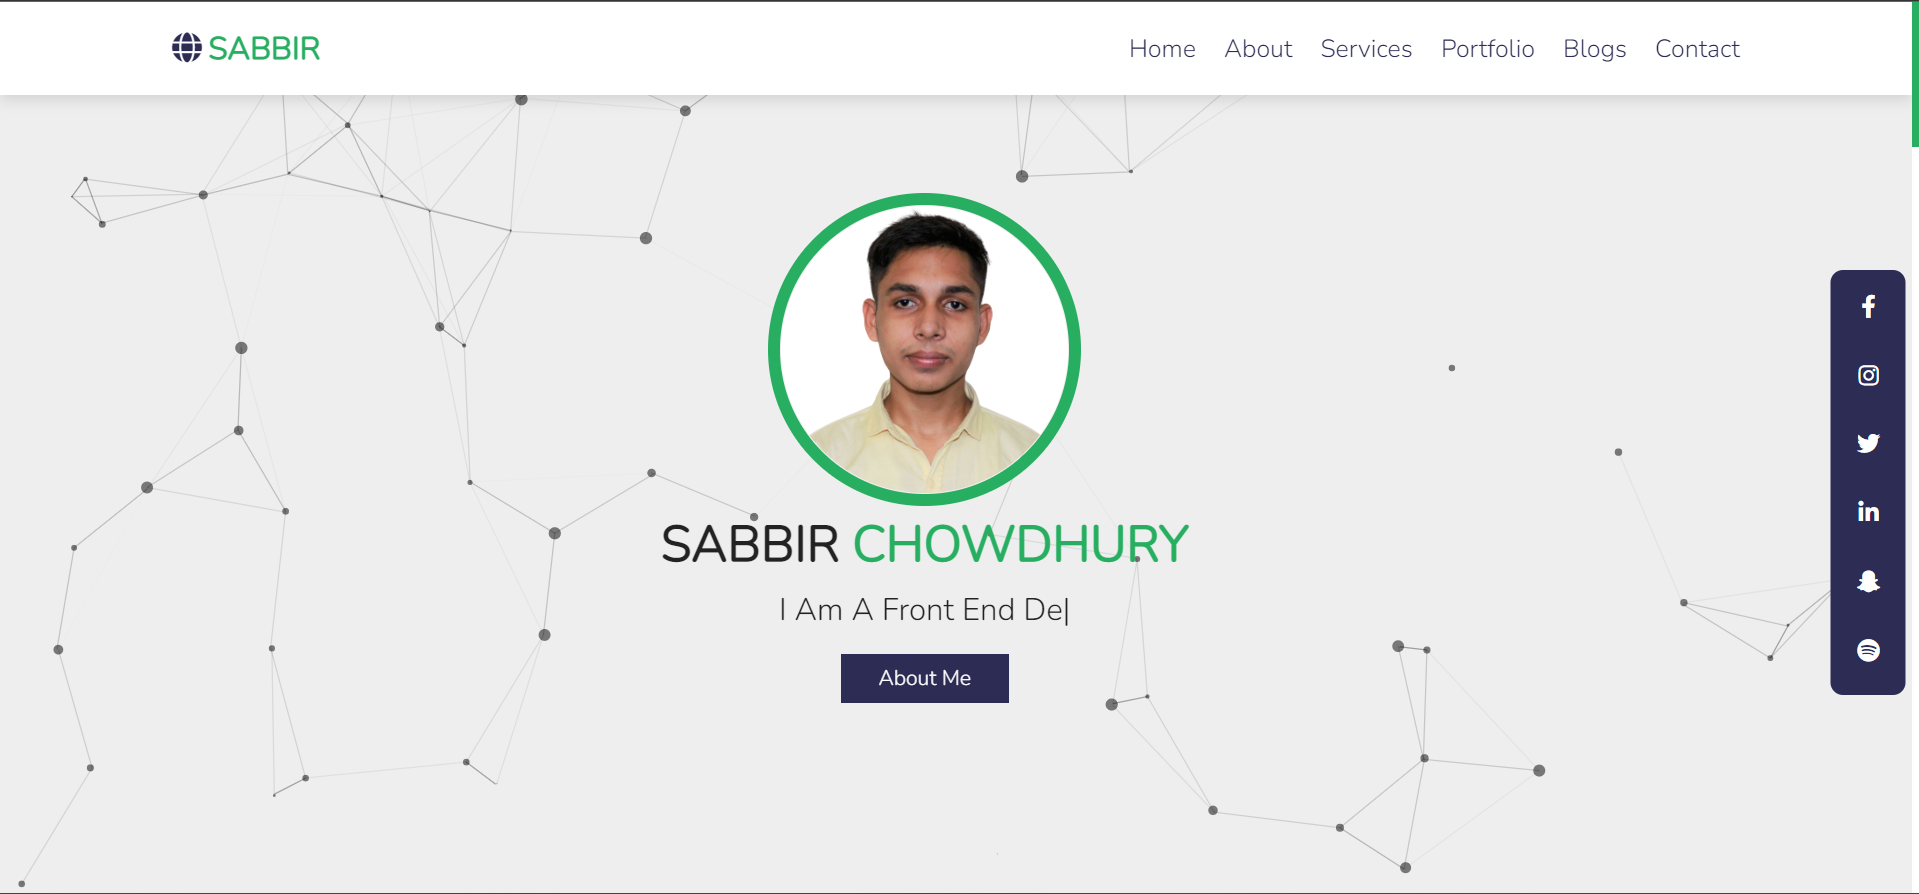 SABBIR
Home About Services Portfolio Blogs Contact
SABBIR CHOWDHURY
I Am A Front End De|
About Me